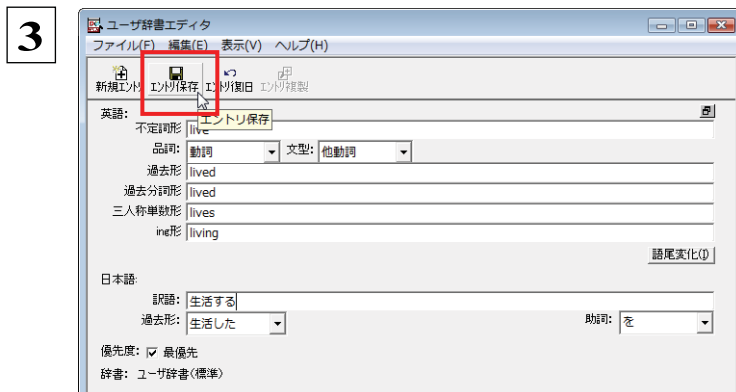 3
ユーザ辞書エディタ
ファイル(F) 編集(E) 表示(V) ヘルプ(H)
新規エントリ エントリ保存 エントリ復旧 エントリ複製
エントリ保存
英語:
不定詞形 live
品詞: 動詞 文型: 他動詞
過去形 lived
過去分詞形 lived
三人称単数形 lives
ing形 living
語尾変化(I)
日本語:
訳語: 生活する
過去形: 生活した 助詞: を
優先度: 最優先
辞書: ユーザ辞書(標準)